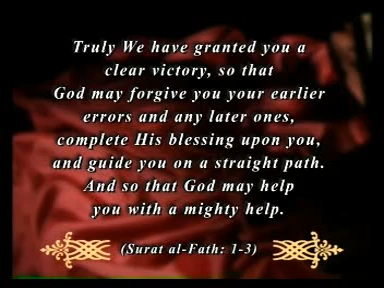 Truly We have granted you a
clear victory, so that
God may forgive you your earlier
errors and any later ones,
complete His blessing upon you,
and guide you on a straight path.
And so that God may help
you with a mighty help.
(Surat al-Fath: 1-3)